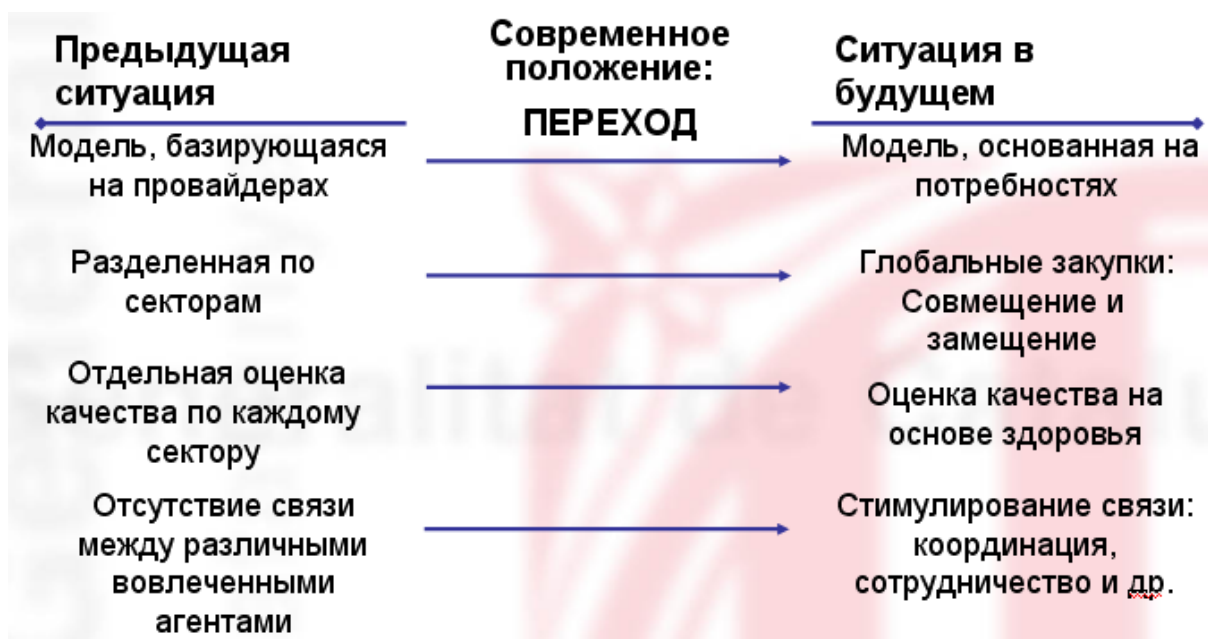 Предыдущая
ситуация
Современное
положение:
ПЕРЕХОД
Ситуация в
будущем
Модель, базирующаяся
на провайдерах
Модель, основанная на
потребностях
Разделенная по
секторам
Глобальные закупки:
Совмещение и
замещение
Отдельная оценка
качества по каждому
сектору
Оценка качества на
основе здоровья
Отсутствие связи
между различными
вовлеченными
агентами
Стимулирование связи:
координация,
сотрудничество и др.